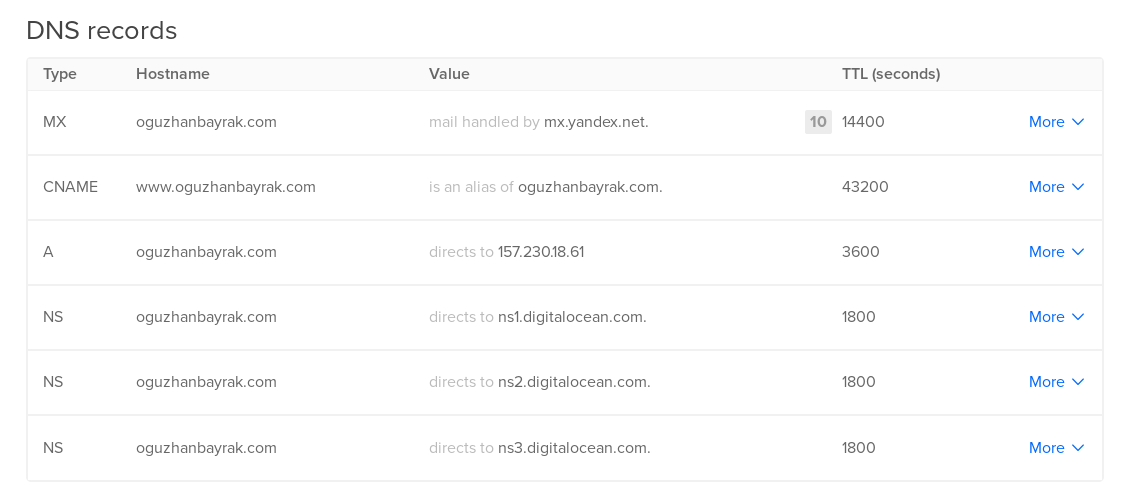 DNS records
Type Hostname Value TTL (seconds)
MX oguzhanbayrak.com mail handled by mx.yandex.net. 10 14400 More
CNAME www.oguzhanbayrak.com is an alias of oguzhanbayrak.com. 43200 More
A oguzhanbayrak.com directs to 157.230.18.61 3600 More
NS oguzhanbayrak.com directs to ns1.digitalocean.com. 1800 More
NS oguzhanbayrak.com directs to ns2.digitalocean.com. 1800 More
NS oguzhanbayrak.com directs to ns3.digitalocean.com. 1800 More